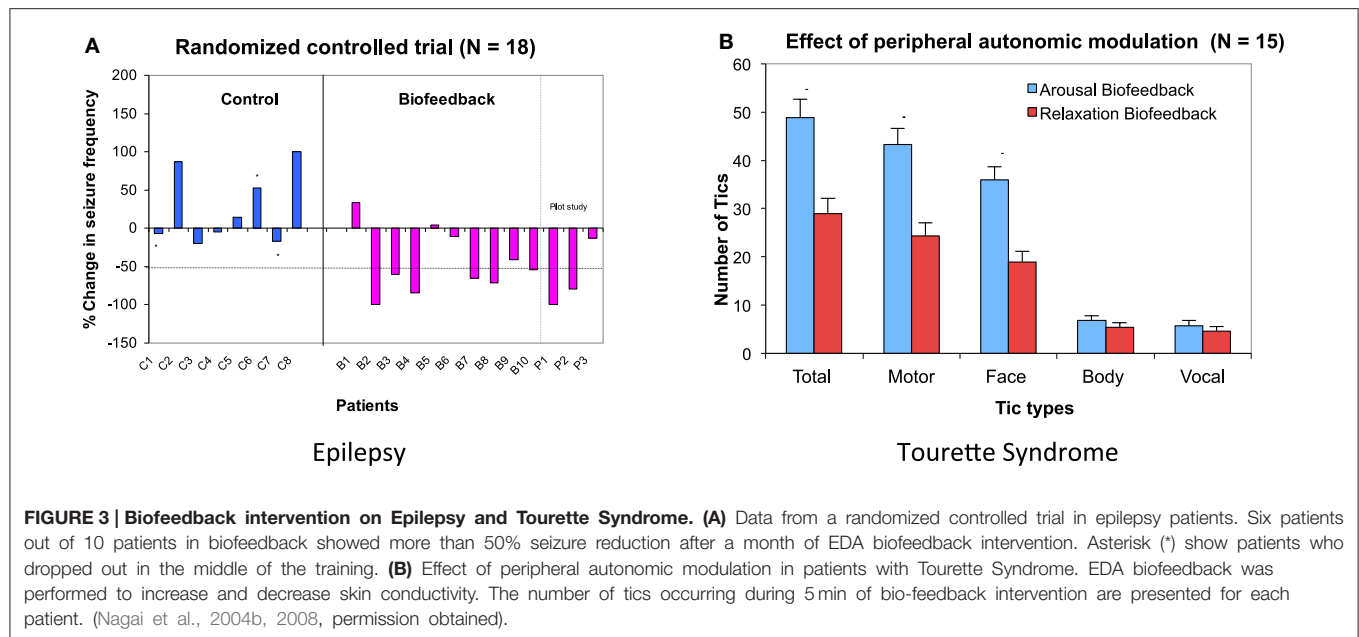 A
Randomized controlled trial (N = 18)
% Change in seizure frequency
200
150
100
50
0
-50
-100
-150
Control
Biofeedback
Pilot study
*
*
*
C1
C2
C3
C4
C5
C6
C7
C8
B1
B2
B3
B4
B5
B6
B7
B8
B9
B10
P1
P2
P3
Patients
Epilepsy
B
Effect of peripheral autonomic modulation (N = 15)
Number of Tics
60
50
40
30
20
10
0
Arousal Biofeedback
Relaxation Biofeedback
Total
Motor
Face
Body
Vocal
Tic types
Tourette Syndrome
FIGURE 3 | Biofeedback intervention on Epilepsy and Tourette Syndrome. (A) Data from a randomized controlled trial in epilepsy patients. Six patients
out of 10 patients in biofeedback showed more than 50% seizure reduction after a month of EDA biofeedback intervention. Asterisk (*) show patients who
dropped out in the middle of the training. (B) Effect of peripheral autonomic modulation in patients with Tourette Syndrome. EDA biofeedback was
performed to increase and decrease skin conductivity. The number of tics occurring during 5 min of bio-feedback intervention are presented for each
patient. (Nagai et al., 2004b, 2008, permission obtained).